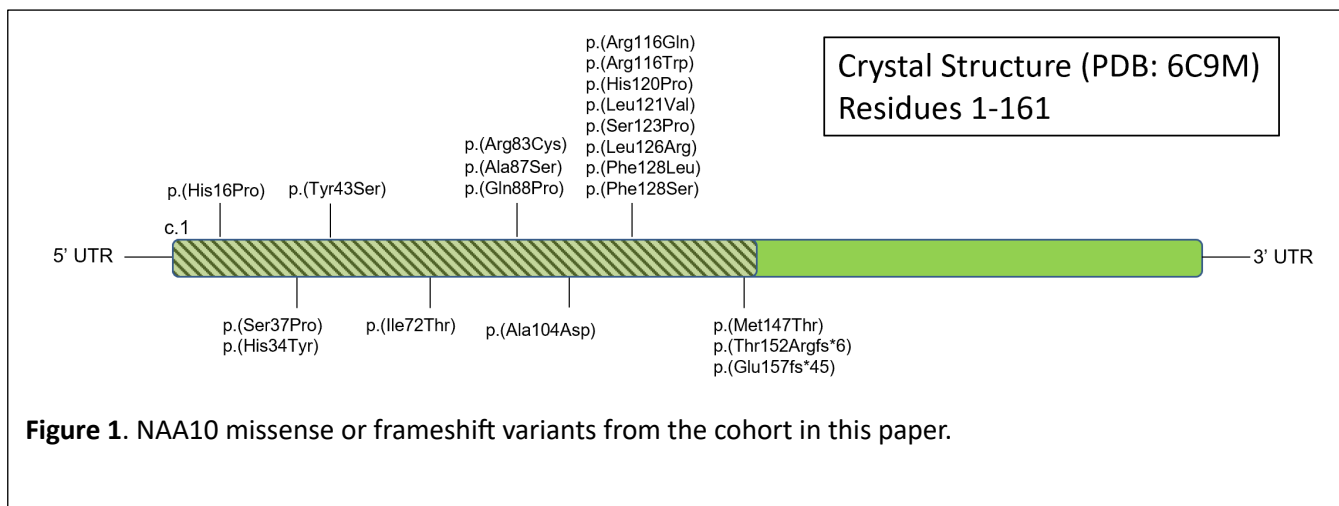 p.(Arg116Gln)
p.(Arg116Trp)
p.(His120Pro)
p.(Leu121Val)
p.(Ser123Pro)
p.(Leu126Arg)
p.(Phe128Leu)
p.(Phe128Ser)
Crystal Structure (PDB: 6C9M)
Residues 1-161
p.(Arg83Cys)
p.(Ala87Ser)
p.(Gln88Pro)
p.(His16Pro)
p.(Tyr43Ser)
c.1
5' UTR
3' UTR
p.(Ser37Pro)
p.(His34Tyr)
p.(Ile72Thr)
p.(Ala104Asp)
p.(Met147Thr)
p.(Thr152Argfs*6)
p.(Glu157fs*45)
Figure 1. NAA10 missense or frameshift variants from the cohort in this paper.